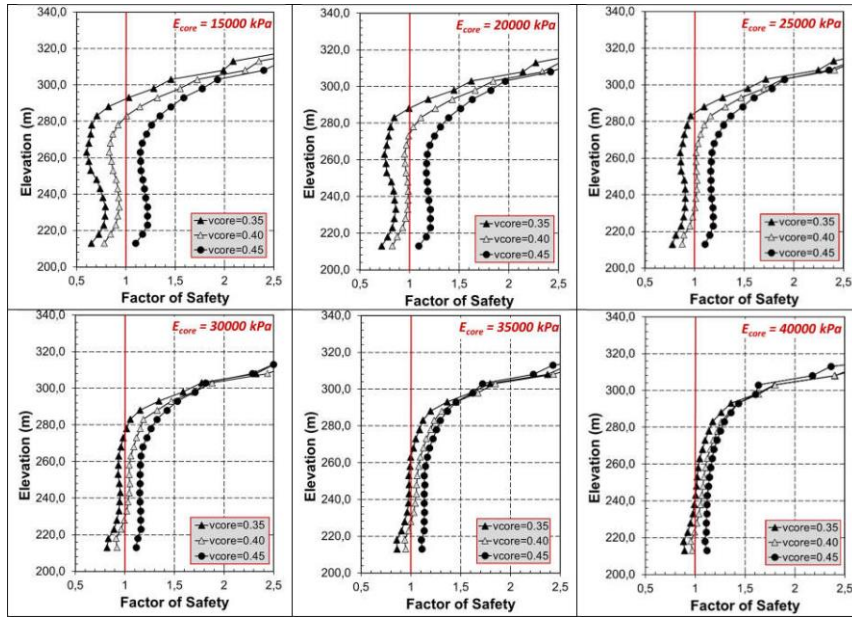 E_core = 15000 kPa
340,0
320,0
300,0
280,0
260,0
240,0
220,0
200,0
Elevation (m)
vcore=0.35
vcore=0.40
vcore=0.45
0,5 1 1,5 2 2,5
Factor of Safety
E_core = 20000 kPa
340,0
320,0
300,0
280,0
260,0
240,0
220,0
200,0
Elevation (m)
vcore=0.35
vcore=0.40
vcore=0.45
0,5 1 1,5 2 2,5
Factor of Safety
E_core = 25000 kPa
340,0
320,0
300,0
280,0
260,0
240,0
220,0
200,0
Elevation (m)
vcore=0.35
vcore=0.40
vcore=0.45
0,5 1 1,5 2 2,5
Factor of Safety
E_core = 30000 kPa
340,0
320,0
300,0
280,0
260,0
240,0
220,0
200,0
Elevation (m)
vcore=0.35
vcore=0.40
vcore=0.45
0,5 1 1,5 2 2,5
Factor of Safety
E_core = 35000 kPa
340,0
320,0
300,0
280,0
260,0
240,0
220,0
200,0
Elevation (m)
vcore=0.35
vcore=0.40
vcore=0.45
0,5 1 1,5 2 2,5
Factor of Safety
E_core = 40000 kPa
340,0
320,0
300,0
280,0
260,0
240,0
220,0
200,0
Elevation (m)
vcore=0.35
vcore=0.40
vcore=0.45
0,5 1 1,5 2 2,5
Factor of Safety